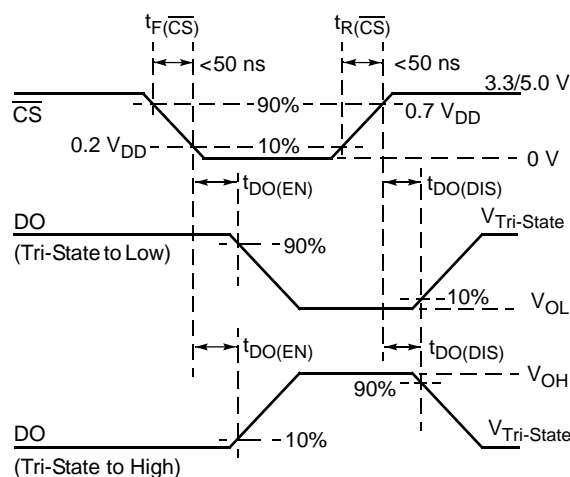 tF(CS) tR(CS)
<50 ns <50 ns
3.3/5.0 V
CS 90% 0.7 VDD
0.2 VDD 10%
0 V
tDO(EN) tDO(DIS)
DO VTri-State
(Tri-State to Low) 90%
10%
VOL
tDO(EN) tDO(DIS)
VOH
90%
DO 10% VTri-State
(Tri-State to High)